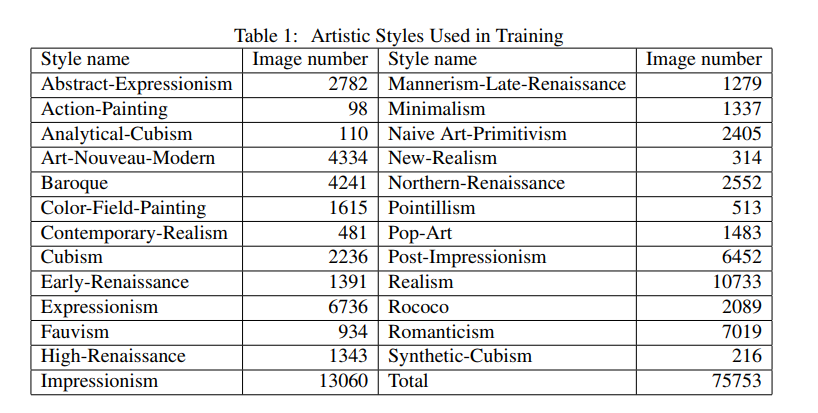 Table 1: Artistic Styles Used in Training
Style name Image number Style name Image number
Abstract-Expressionism 2782 Mannerism-Late-Renaissance 1279
Action-Painting 98 Minimalism 1337
Analytical-Cubism 110 Naive Art-Primitivism 2405
Art-Nouveau-Modern 4334 New-Realism 314
Baroque 4241 Northern-Renaissance 2552
Color-Field-Painting 1615 Pointillism 513
Contemporary-Realism 481 Pop-Art 1483
Cubism 2236 Post-Impressionism 6452
Early-Renaissance 1391 Realism 10733
Expressionism 6736 Rococo 2089
Fauvism 934 Romanticism 7019
High-Renaissance 1343 Synthetic-Cubism 216
Impressionism 13060 Total 75753